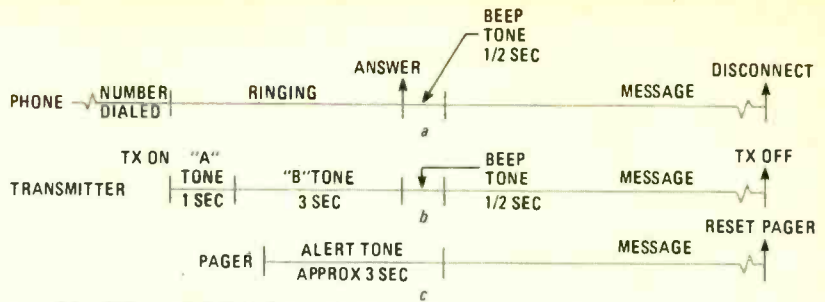 BEEP
TONE
1/2 SEC
ANSWER
DISCONNECT
PHONE NUMBER RINGING MESSAGE
DIALED
a
TX ON "A" BEEP TX OFF
TRANSMITTER TONE "B" TONE TONE MESSAGE
1 SEC 3 SEC 1/2 SEC
b
RESET PAGER
PAGER ALERT TONE MESSAGE
APPROX 3 SEC
c